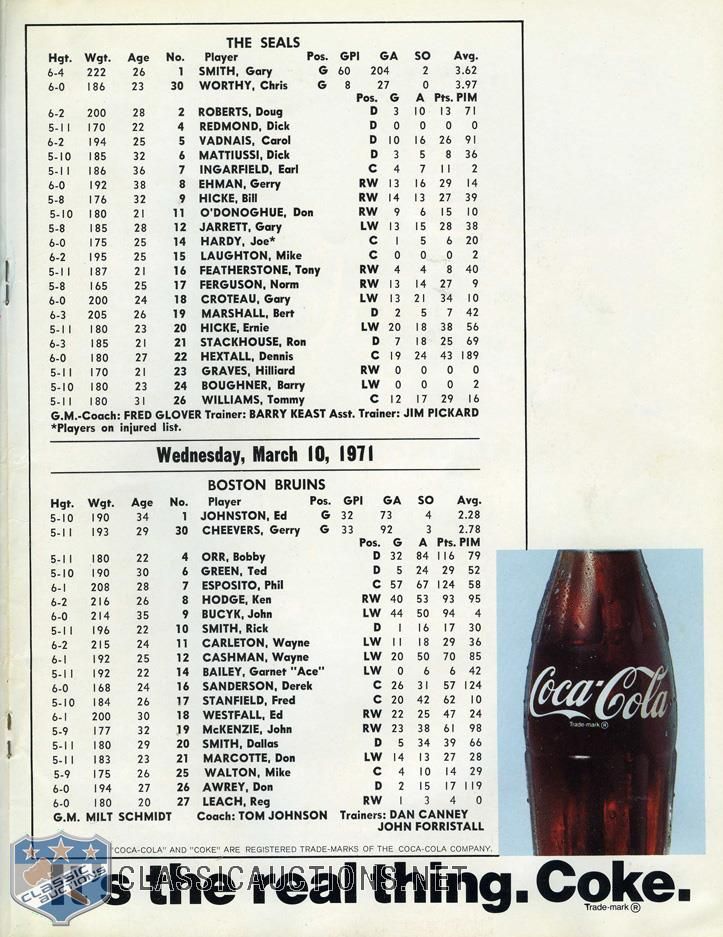 THE SEALS
Hgt. Wgt. Age No. Player Pos. GPI GA SO Avg.
6-4 222 26 1 SMITH, Gary G 60 204 2 3.62
6-0 186 23 30 WORTHY, Chris G 8 27 0 3.97
Pos. G A Pts. PIM
6-2 200 28 2 ROBERTS, Doug D 3 10 13 71
5-11 170 22 4 REDMOND, Dick D 0 0 0 0
6-2 194 25 5 VADNAIS, Carol D 10 16 26 91
5-10 185 32 6 MATTIUSSI, Dick D 3 5 8 36
5-11 186 36 7 INGARFIELD, Earl C 4 7 11 2
6-0 192 38 8 EHMAN, Gerry RW 13 16 29 14
5-8 176 32 9 HICKE, Bill RW 14 13 27 39
5-10 180 21 11 O'DONOGHUE, Don RW 9 6 15 10
5-8 185 28 12 JARRETT, Gary LW 13 15 28 38
6-0 175 25 14 HARDY, Joe* C 1 5 6 20
6-2 195 25 15 LAUGHTON, Mike C 0 0 0 2
5-11 187 21 16 FEATHERSTONE, Tony RW 4 4 8 40
5-8 165 25 17 FERGUSON, Norm RW 13 14 27 9
6-0 200 24 18 CROTEAU, Gary LW 13 21 34 10
6-3 205 26 19 MARSHALL, Bert D 2 5 7 42
5-11 180 23 20 HICKE, Ernie LW 20 18 38 56
6-3 185 21 21 STACKHOUSE, Ron D 7 18 25 69
6-0 180 27 22 HEXTALL, Dennis C 19 24 43 189
5-11 170 21 23 GRAVES, Hilliard RW 0 0 0 0
5-10 180 23 24 BOUGHNER, Barry LW 0 0 0 2
5-11 180 31 26 WILLIAMS, Tommy C 12 17 29 16
G.M.-Coach: FRED GLOVER Trainer: BARRY KEAST Asst. Trainer: JIM PICKARD
*Players on injured list.
Wednesday, March 10, 1971
BOSTON BRUINS
Hgt. Wgt. Age No. Player Pos. GPI GA SO Avg.
5-10 190 34 1 JOHNSTON, Ed G 32 73 4 2.28
5-11 193 29 30 CHEEVERS, Gerry G 33 92 3 2.78
Pos. G A Pts. PIM
5-11 180 22 4 ORR, Bobby D 32 84 116 79
5-10 190 30 6 GREEN, Ted D 5 24 29 52
6-1 208 28 7 ESPOSITO, Phil C 57 67 124 58
6-2 216 26 8 HODGE, Ken RW 40 53 93 95
6-0 214 35 9 BUCYK, John LW 44 50 94 4
5-11 196 22 10 SMITH, Rick D 1 16 17 30
6-2 215 24 11 CARLETON, Wayne LW 11 18 29 36
6-1 192 25 12 CASHMAN, Wayne LW 20 50 70 85
5-11 192 22 14 BAILEY, Garnet "Ace" LW 0 6 6 42
6-0 168 24 16 SANDERSON, Derek C 26 31 57 124
5-10 184 26 17 STANFIELD, Fred C 20 42 62 10
6-1 200 30 18 WESTFALL, Ed RW 22 25 47 24
5-9 177 32 19 McKENZIE, John RW 23 38 61 98
5-11 180 29 20 SMITH, Dallas D 5 34 39 66
5-11 183 23 21 MARCOTTE, Don LW 14 13 27 28
5-9 175 26 25 WALTON, Mike C 4 10 14 29
6-0 194 27 26 AWREY, Don D 2 15 17 119
6-0 180 20 27 LEACH, Reg RW 1 3 4 0
G.M. MILT SCHMIDT Coach: TOM JOHNSON Trainers: DAN CANNEY
JOHN FORRISTALL
Coca-Cola
Trade-mark ®
"COCA-COLA" AND "COKE" ARE REGISTERED TRADE-MARKS OF THE COCA-COLA COMPANY.
It's the real thing. Coke.
Trade-mark ®
CLASSIC AUCTIONS
CLASSICAUCTIONS.NET